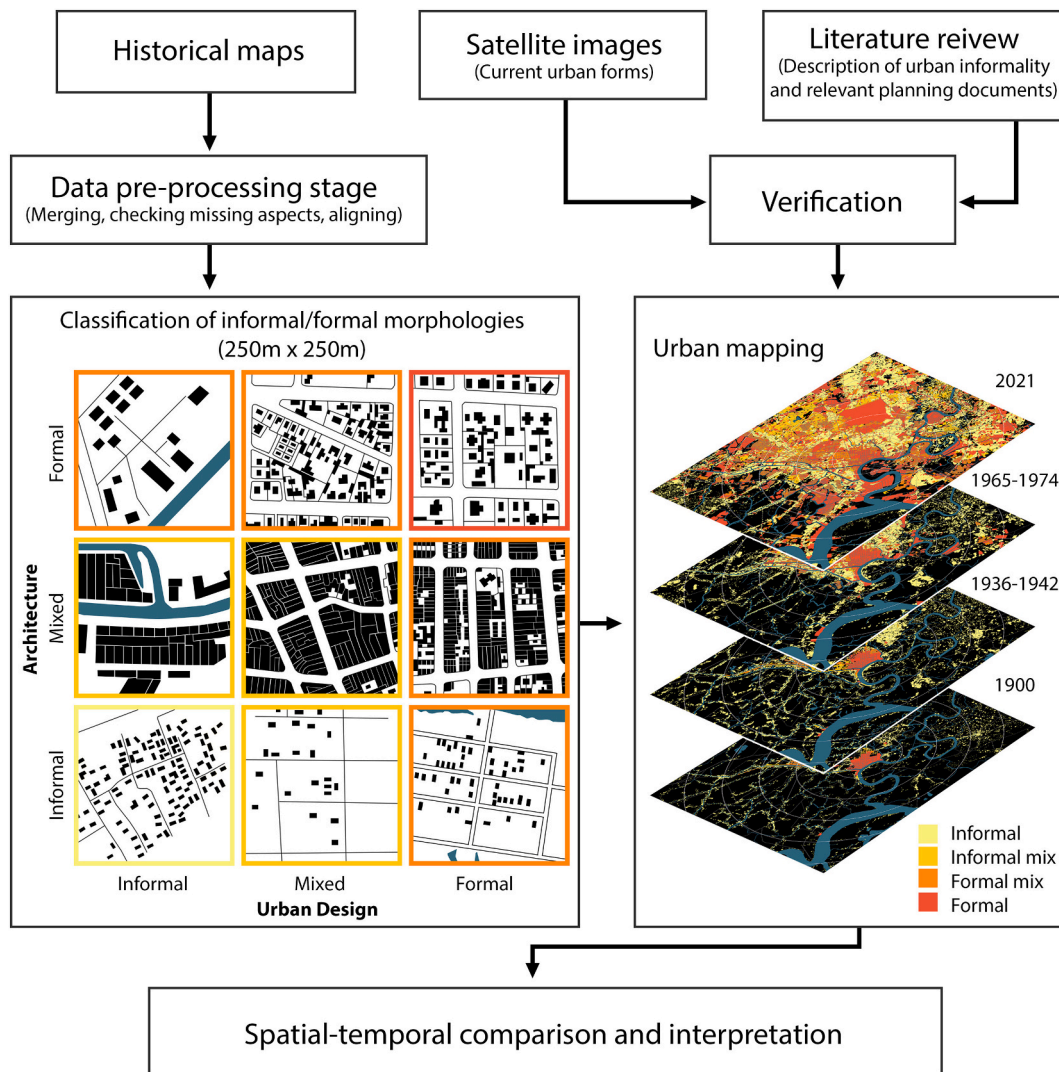 Historical maps
Satellite images
(Current urban forms)
Literature reivew
(Description of urban informality
and relevant planning documents)
Data pre-processing stage
(Merging, checking missing aspects, aligning)
Verification
Classification of informal/formal morphologies
(250m x 250m)
Architecture
Formal
Mixed
Informal
Informal
Mixed
Formal
Urban Design
Urban mapping
2021
1965-1974
1936-1942
1900
Informal
Informal mix
Formal mix
Formal
Spatial-temporal comparison and interpretation